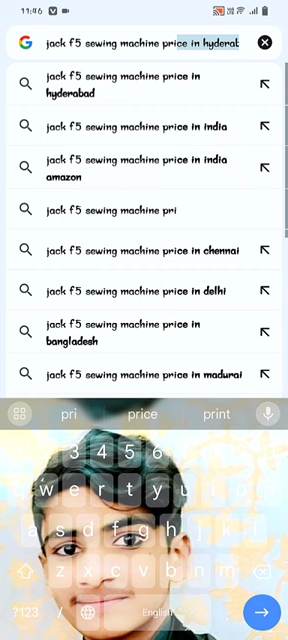 11:46
jack f5 sewing machine price in hyderab
jack f5 sewing machine price in
hyderabad
jack f5 sewing machine price in india
jack f5 sewing machine price in india
amazon
jack f5 sewing machine pri
jack f5 sewing machine price in chennai
jack f5 sewing machine price in delhi
jack f5 sewing machine price in
bangladesh
jack f5 sewing machine price in madurai
pri price print
3 4 5 6
q w e r t y u i o p
a s d f g h j k l
z x c v b n m
?123 / English .